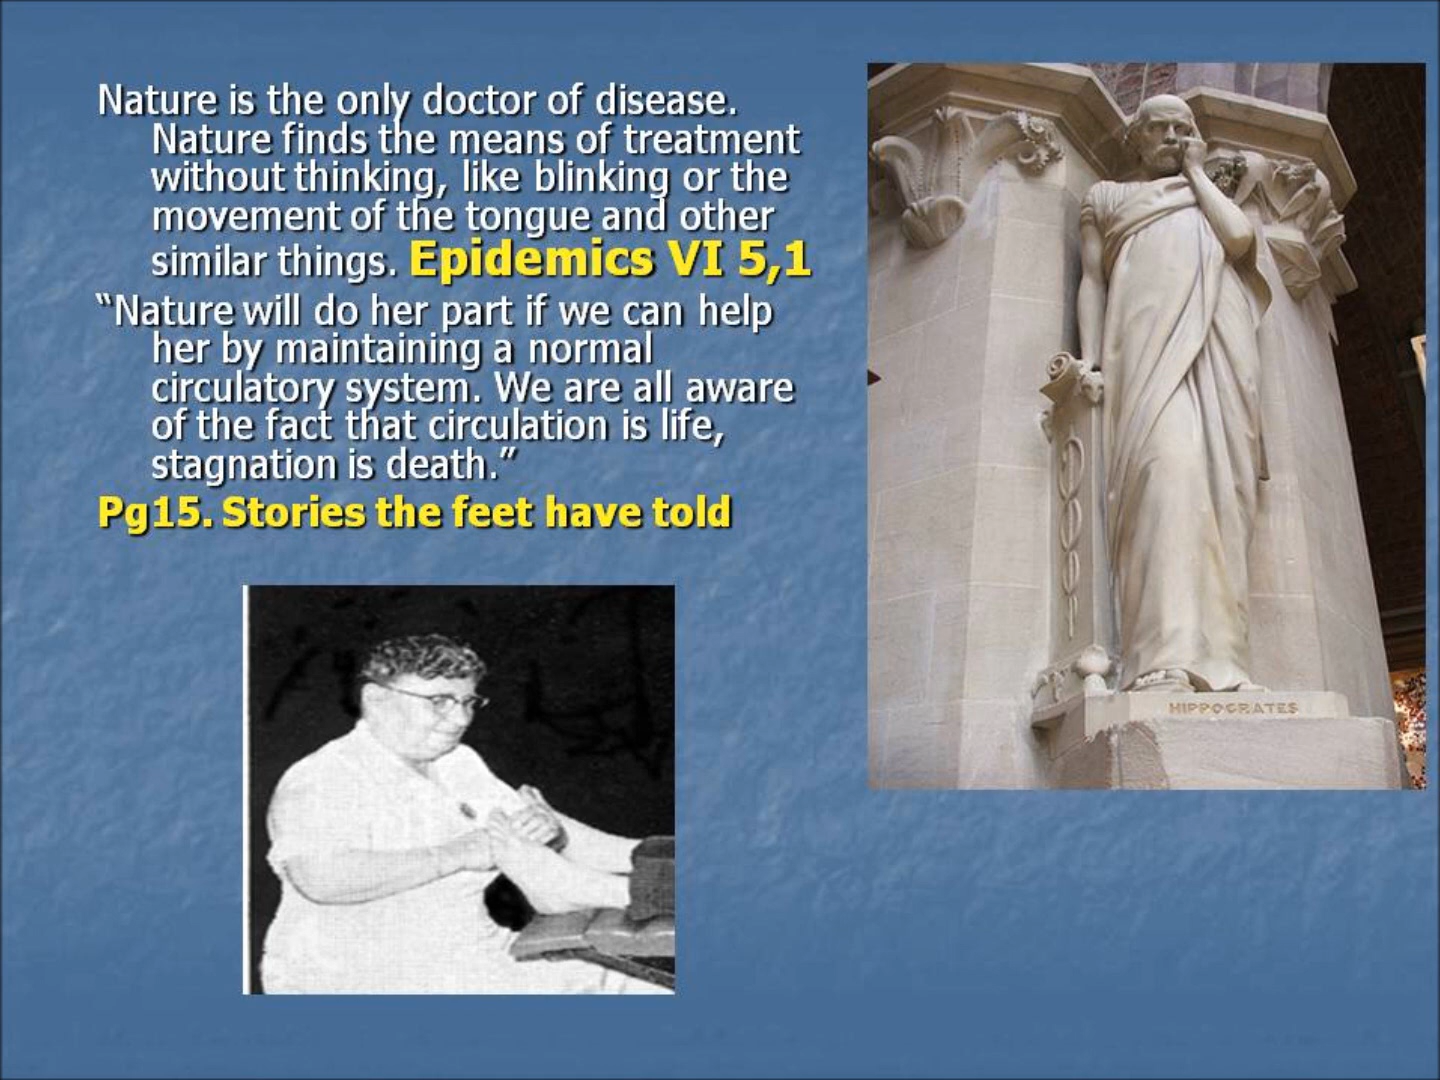 Nature is the only doctor of disease.
Nature finds the means of treatment
without thinking, like blinking or the
movement of the tongue and other
similar things. Epidemics VI 5,1
“Nature will do her part if we can help
her by maintaining a normal
circulatory system. We are all aware
of the fact that circulation is life,
stagnation is death.”
Pg15. Stories the feet have told
HIPPOCRATES